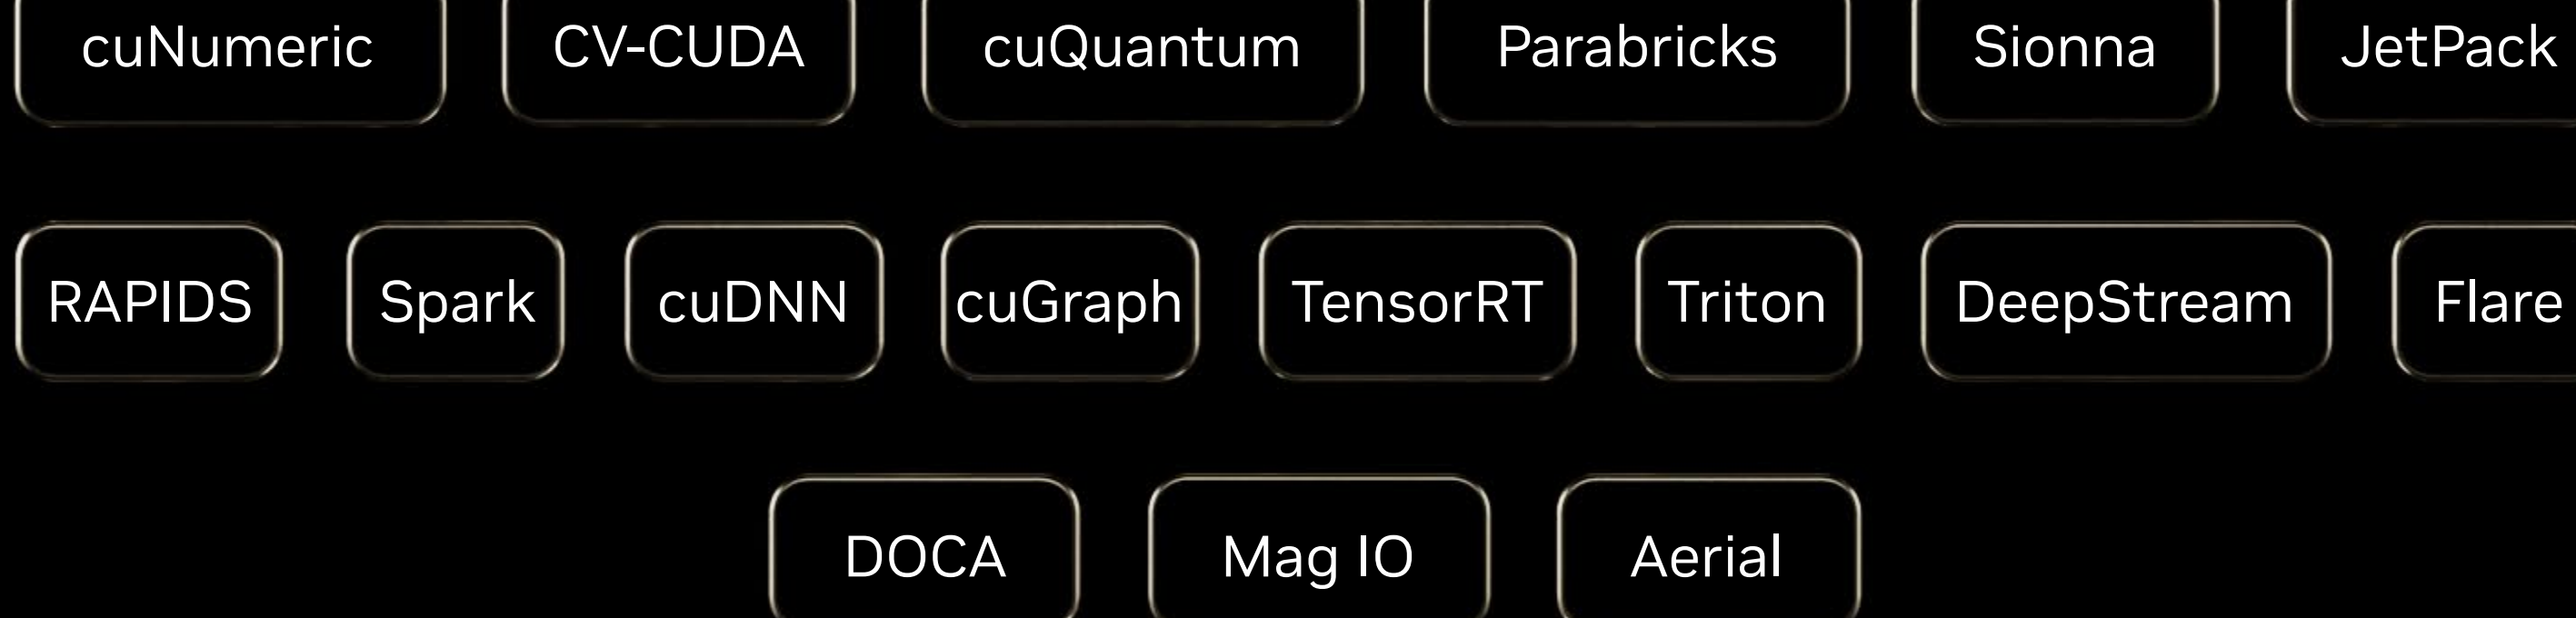 cuNumeric CV-CUDA cuQuantum Parabricks Sionna JetPack
RAPIDS Spark cuDNN cuGraph TensorRT Triton DeepStream Flare
DOCA Mag IO Aerial